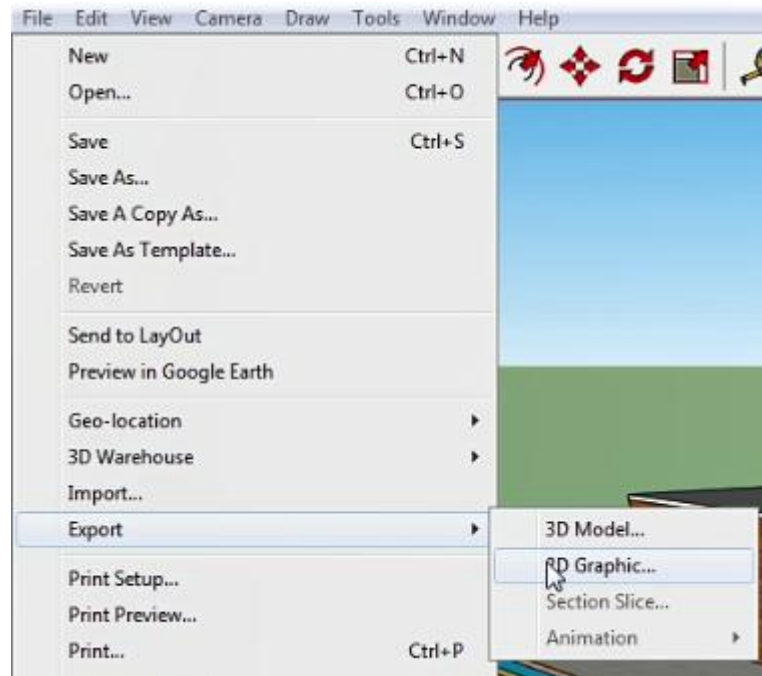 File Edit View Camera Draw Tools Window Help
New Ctrl+N
Open... Ctrl+O
Save Ctrl+S
Save As...
Save A Copy As...
Save As Template...
Revert
Send to LayOut
Preview in Google Earth
Geo-location
3D Warehouse
Import...
Export
3D Model...
2D Graphic...
Section Slice...
Animation
Print Setup...
Print Preview...
Print... Ctrl+P